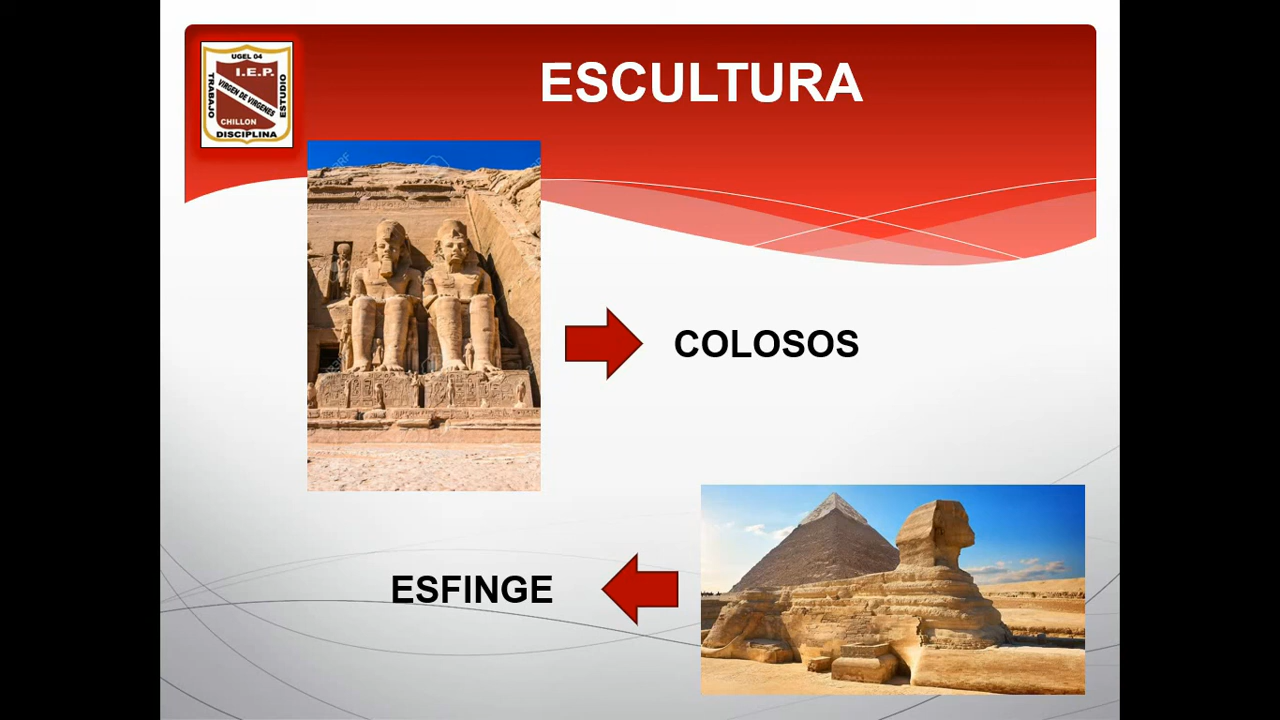 ESCULTURA
UGEL 04
I.E.P.
TRABAJO
VIRGEN DE VIRGENES
ESTUDIO
CHILLON
DISCIPLINA
COLOSOS
ESFINGE